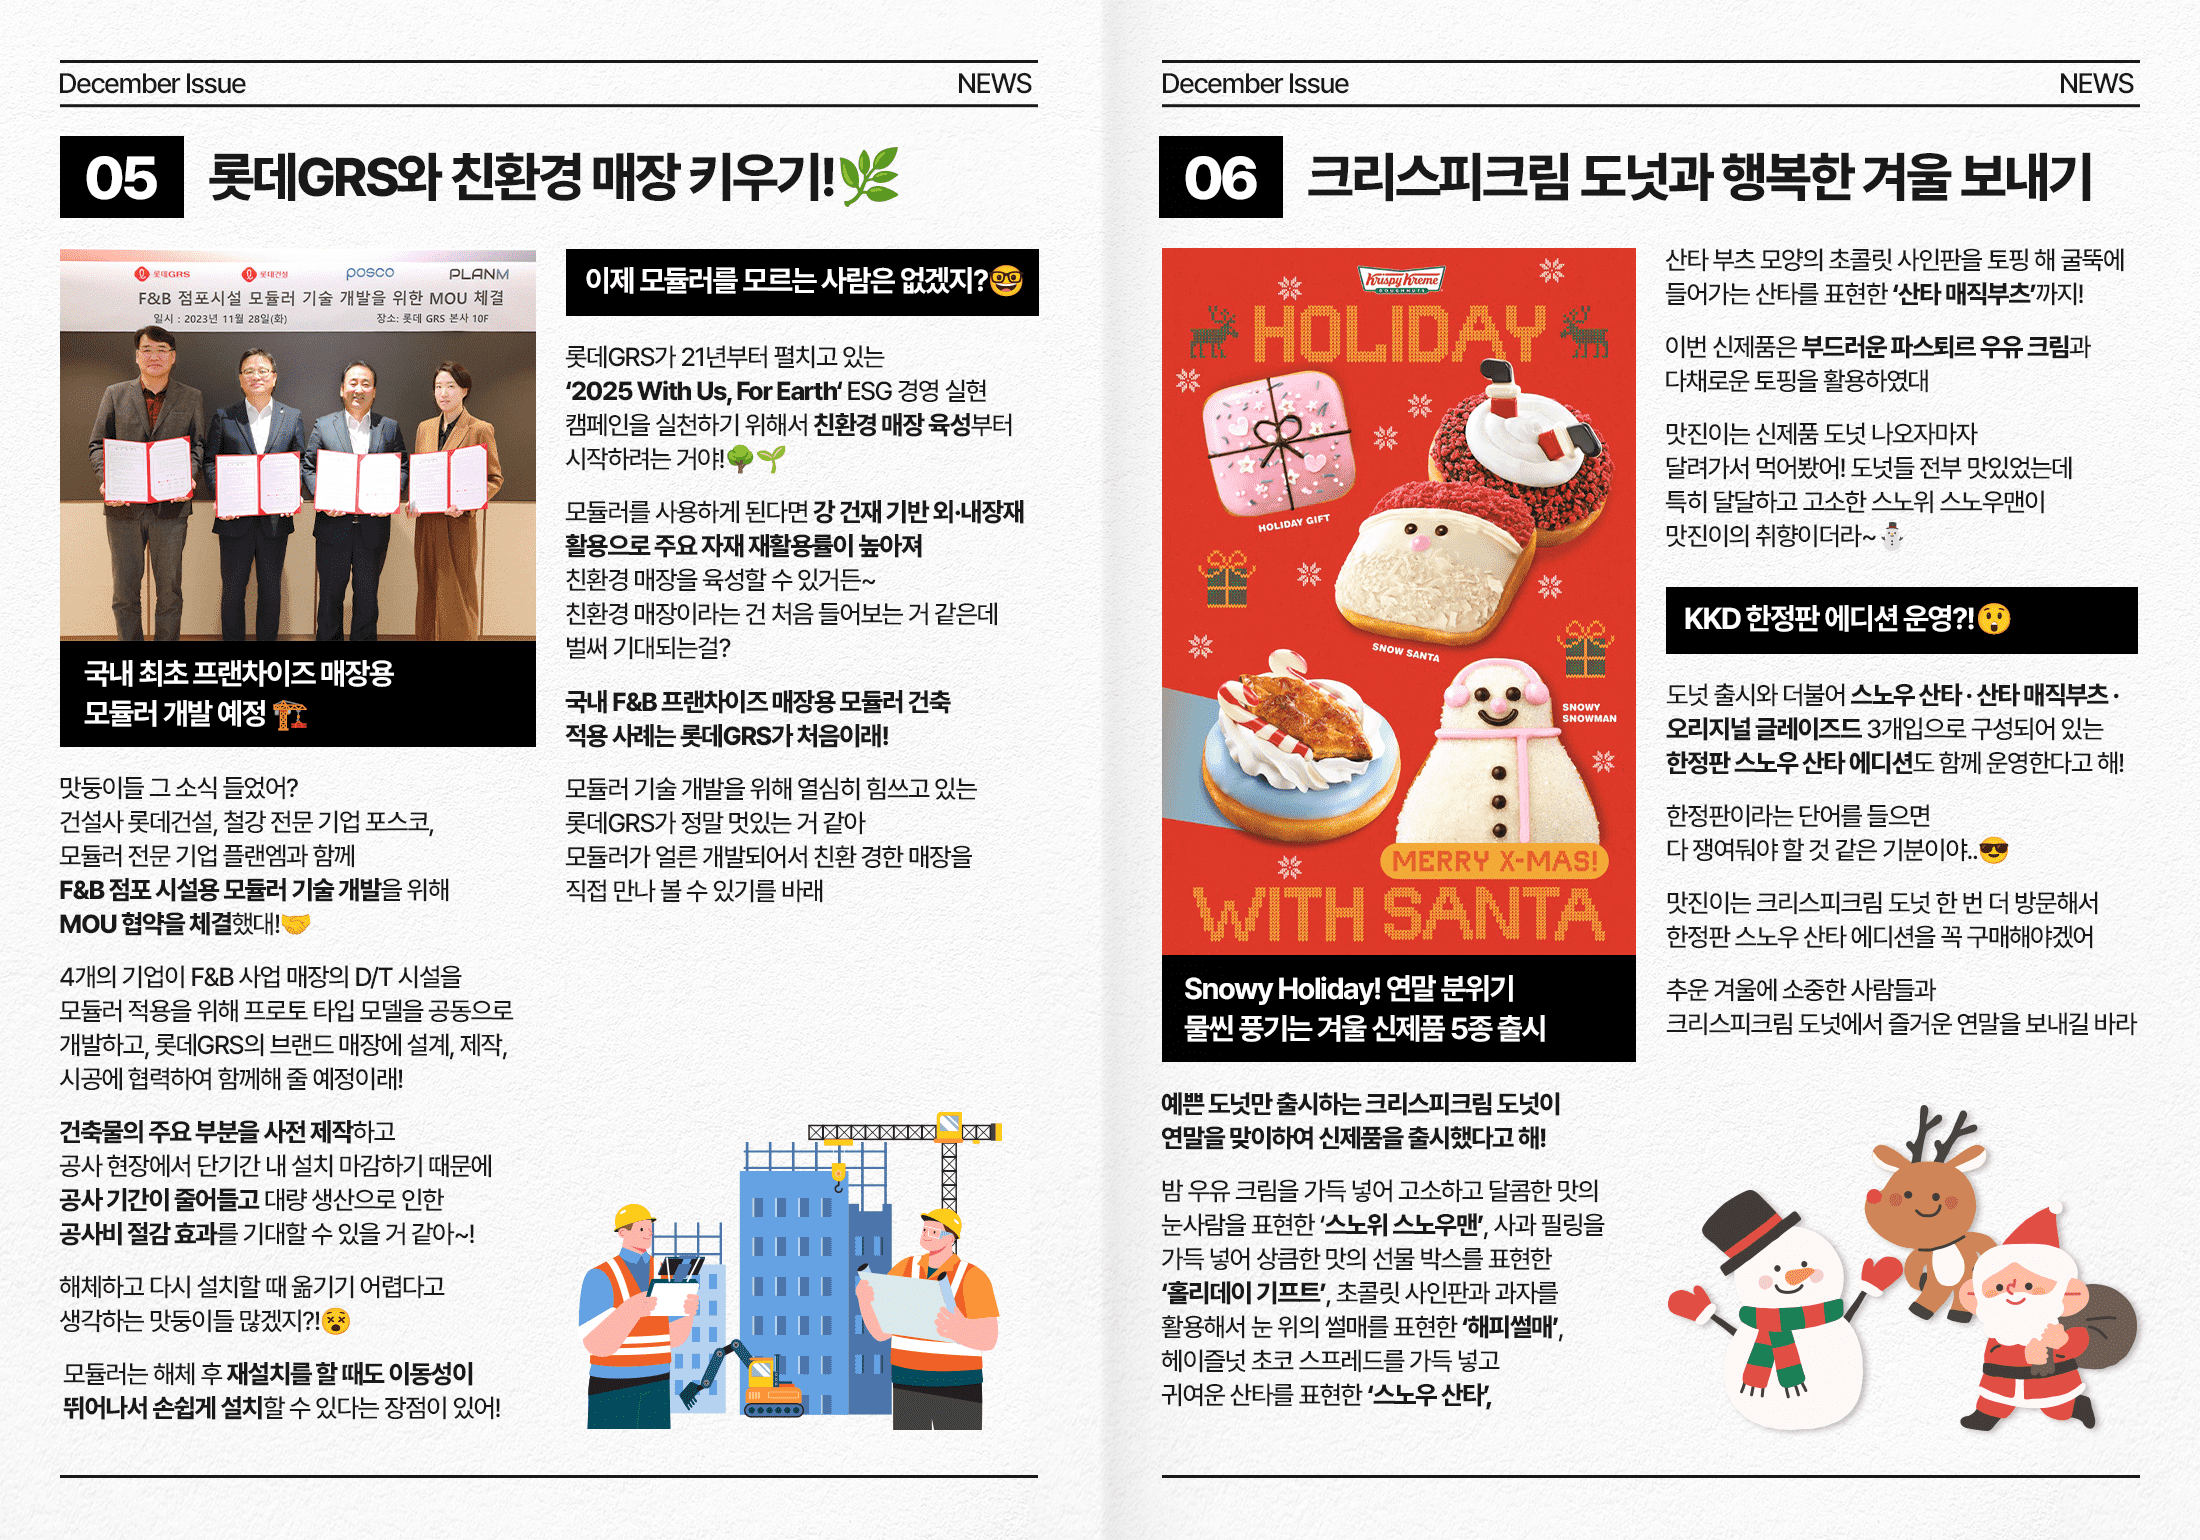 December Issue
NEWS
05
롯데GRS와 친환경 매장 키우기!🌿
롯데GRS
롯데건설
posco
PLANM
F&B 점포시설 모듈러 기술 개발을 위한 MOU 체결
일시 : 2023년 11월 28일(화)
장소: 롯데 GRS 본사 10F
국내 최초 프랜차이즈 매장용
모듈러 개발 예정 🏗️
맛둥이들 그 소식 들었어?
건설사 롯데건설, 철강 전문 기업 포스코,
모듈러 전문 기업 플랜엠과 함께
F&B 점포 시설용 모듈러 기술 개발을 위해
MOU 협약을 체결했대!🤝
4개의 기업이 F&B 사업 매장의 D/T 시설을
모듈러 적용을 위해 프로토 타입 모델을 공동으로
개발하고, 롯데GRS의 브랜드 매장에 설계, 제작,
시공에 협력하여 함께해 줄 예정이래!
건축물의 주요 부분을 사전 제작하고
공사 현장에서 단기간 내 설치 마감하기 때문에
공사 기간이 줄어들고 대량 생산으로 인한
공사비 절감 효과를 기대할 수 있을 거 같아~!
해체하고 다시 설치할 때 옮기기 어렵다고
생각하는 맛둥이들 많겠지?!😵
모듈러는 해체 후 재설치를 할 때도 이동성이
뛰어나서 손쉽게 설치할 수 있다는 장점이 있어!
이제 모듈러를 모르는 사람은 없겠지?🤓
롯데GRS가 21년부터 펼치고 있는
‘2025 With Us, For Earth‘ ESG 경영 실현
캠페인을 실천하기 위해서 친환경 매장 육성부터
시작하려는 거야!🌳🌱
모듈러를 사용하게 된다면 강 건재 기반 외·내장재
활용으로 주요 자재 재활용률이 높아져
친환경 매장을 육성할 수 있거든~
친환경 매장이라는 건 처음 들어보는 거 같은데
벌써 기대되는걸?
국내 F&B 프랜차이즈 매장용 모듈러 건축
적용 사례는 롯데GRS가 처음이래!
모듈러 기술 개발을 위해 열심히 힘쓰고 있는
롯데GRS가 정말 멋있는 거 같아
모듈러가 얼른 개발되어서 친환 경한 매장을
직접 만나 볼 수 있기를 바래
December Issue
NEWS
06
크리스피크림 도넛과 행복한 겨울 보내기
Krispy Kreme
DOUGHNUTS
HOLIDAY
HOLIDAY GIFT
SNOW SANTA
SNOWY
SNOWMAN
MERRY X-MAS!
WITH SANTA
Snowy Holiday! 연말 분위기
물씬 풍기는 겨울 신제품 5종 출시
예쁜 도넛만 출시하는 크리스피크림 도넛이
연말을 맞이하여 신제품을 출시했다고 해!
밤 우유 크림을 가득 넣어 고소하고 달콤한 맛의
눈사람을 표현한 ‘스노위 스노우맨’, 사과 필링을
가득 넣어 상큼한 맛의 선물 박스를 표현한
‘홀리데이 기프트’, 초콜릿 사인판과 과자를
활용해서 눈 위의 썰매를 표현한 ‘해피썰매’,
헤이즐넛 초코 스프레드를 가득 넣고
귀여운 산타를 표현한 ‘스노우 산타’,
산타 부츠 모양의 초콜릿 사인판을 토핑 해 굴뚝에
들어가는 산타를 표현한 ‘산타 매직부츠’까지!
이번 신제품은 부드러운 파스퇴르 우유 크림과
다채로운 토핑을 활용하였대
맛진이는 신제품 도넛 나오자마자
달려가서 먹어봤어! 도넛들 전부 맛있었는데
특히 달달하고 고소한 스노위 스노우맨이
맛진이의 취향이더라~⛄
KKD 한정판 에디션 운영?!😲
도넛 출시와 더불어 스노우 산타 · 산타 매직부츠 ·
오리지널 글레이즈드 3개입으로 구성되어 있는
한정판 스노우 산타 에디션도 함께 운영한다고 해!
한정판이라는 단어를 들으면
다 쟁여둬야 할 것 같은 기분이야..😎
맛진이는 크리스피크림 도넛 한 번 더 방문해서
한정판 스노우 산타 에디션을 꼭 구매해야겠어
추운 겨울에 소중한 사람들과
크리스피크림 도넛에서 즐거운 연말을 보내길 바라